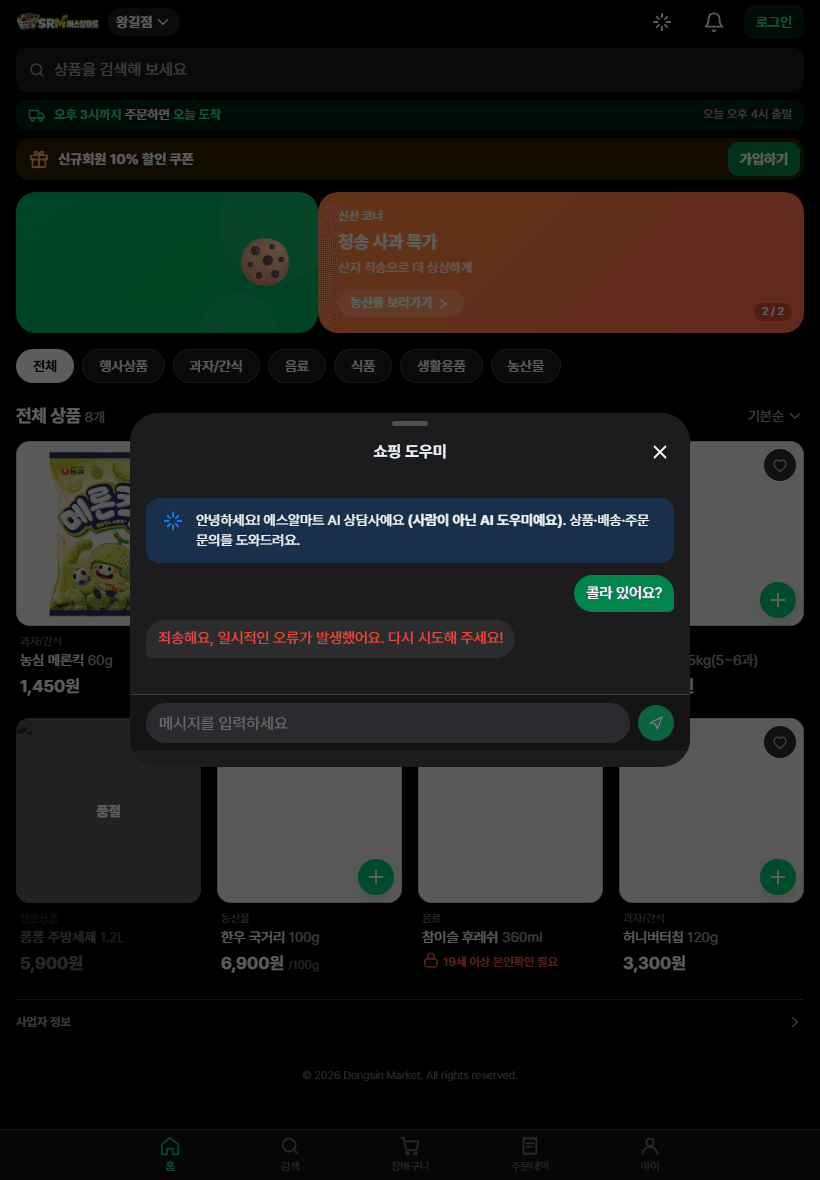 SRM에스알마트
왕길점
로그인
상품을 검색해 보세요
오후 3시까지 주문하면 오늘 도착
오늘 오후 4시 출발
신규회원 10% 할인 쿠폰
가입하기
신선 코너
청송 사과 특가
산지 직송으로 더 싱싱하게
농산물 보러가기
2 / 2
전체
행사상품
과자/간식
음료
식품
생활용품
농산물
전체 상품 8개
기본순
쇼핑 도우미
안녕하세요! 에스알마트 AI 상담사예요 (사람이 아닌 AI 도우미예요). 상품·배송·주문
문의를 도와드려요.
콜라 있어요?
죄송해요, 일시적인 오류가 발생했어요. 다시 시도해 주세요!
메시지를 입력하세요
농심
메론
과자/간식
농심 메론킥 60g
1,450원
5kg(5~6과)
품절
생활용품
퐁퐁 주방세제 1.2L
5,900원
농산물
한우 국거리 100g
6,900원 /100g
음료
참이슬 후레쉬 360ml
19세 이상 본인확인 필요
과자/간식
허니버터칩 120g
3,300원
사업자 정보
© 2026 Dongsin Market. All rights reserved.
홈
검색
장바구니
주문내역
마이